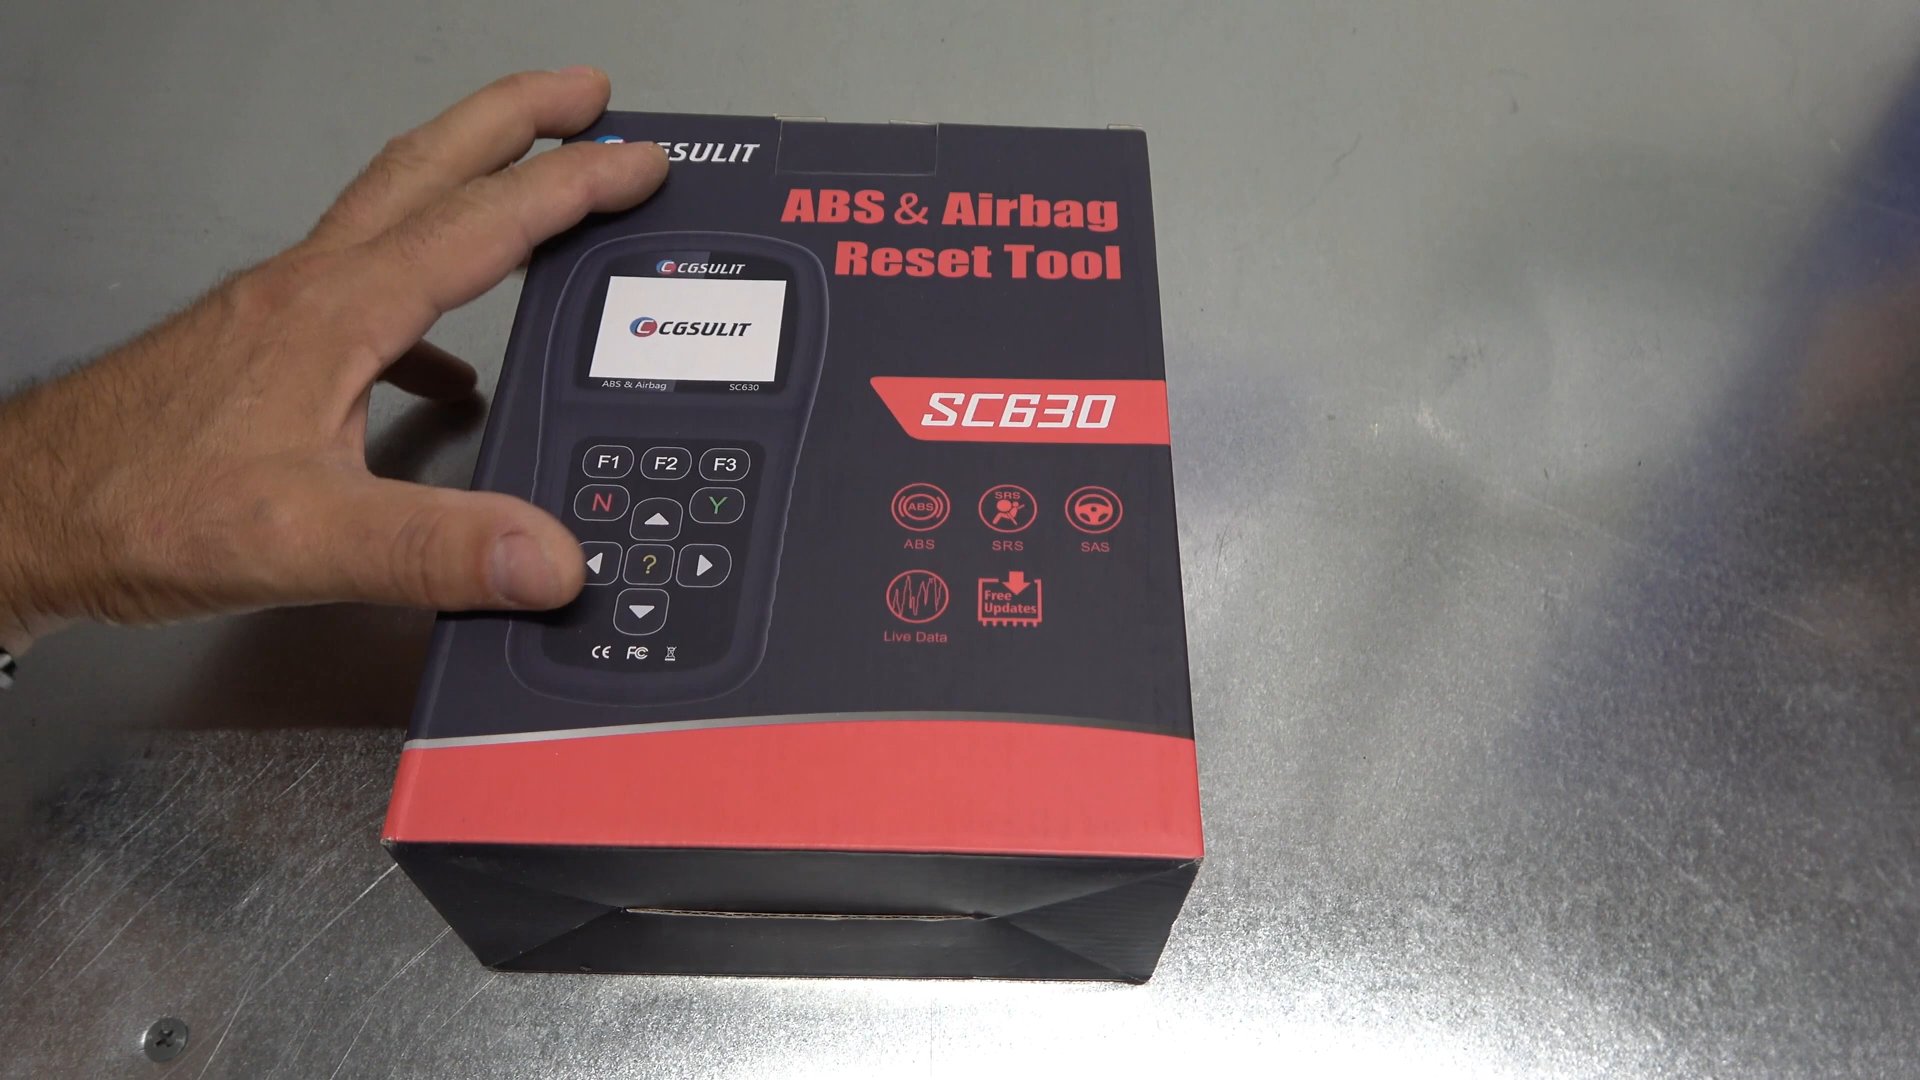 GSULIT
ABS & Airbag
Reset Tool
CGSULIT
CGSULIT
ABS & Airbag SC630
SC630
F1 F2 F3
N Y
?
CE FC
ABS
SRS
ABS SRS SAS
Free
Updates
Live Data